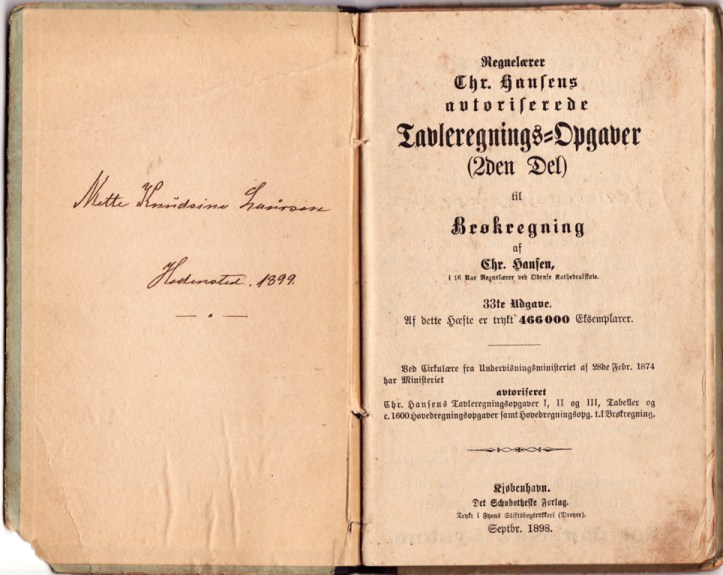 Mette Knudsine Laursen
Hedensted. 1899.
Regnelærer
Chr. Hansens
avtoriserede
Tavleregnings=Opgaver
(2den Del)
til
Brøkregning
af
Chr. Hansen,
i 16 Aar Regnelærer ved Odense Kathedralskole.
33te Udgave.
Af dette Hæfte er trykt 466000 Eksemplarer.
Ved Cirkulære fra Undervisningsministeriet af 28de Febr. 1874
har Ministeriet
avtoriseret
Chr. Hansens Tavleregningsopgaver I, II og III, Tabeller og
c. 1600 Hovedregningsopgaver samt Hovedregningsopg. t. I Brøkregning.
Kjøbenhavn.
Det Schubotheske Forlag.
Trykt i Fyens Stiftsbogtrykkeri (Dreyer).
Septbr. 1898.